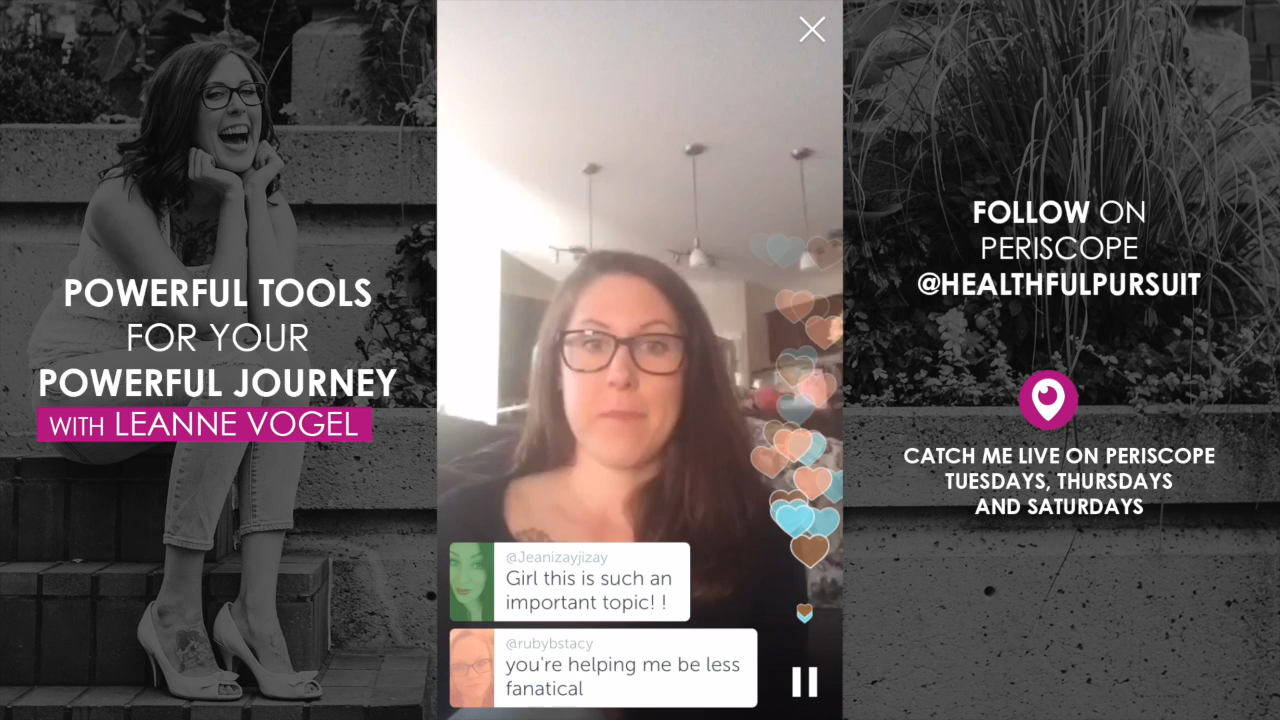 POWERFUL TOOLS
FOR YOUR
POWERFUL JOURNEY
WITH LEANNE VOGEL
@Jeanizayjizay
Girl this is such an
important topic! !
@rubybstacy
you're helping me be less
fanatical
FOLLOW ON
PERISCOPE
@HEALTHFULPURSUIT
CATCH ME LIVE ON PERISCOPE
TUESDAYS, THURSDAYS
AND SATURDAYS